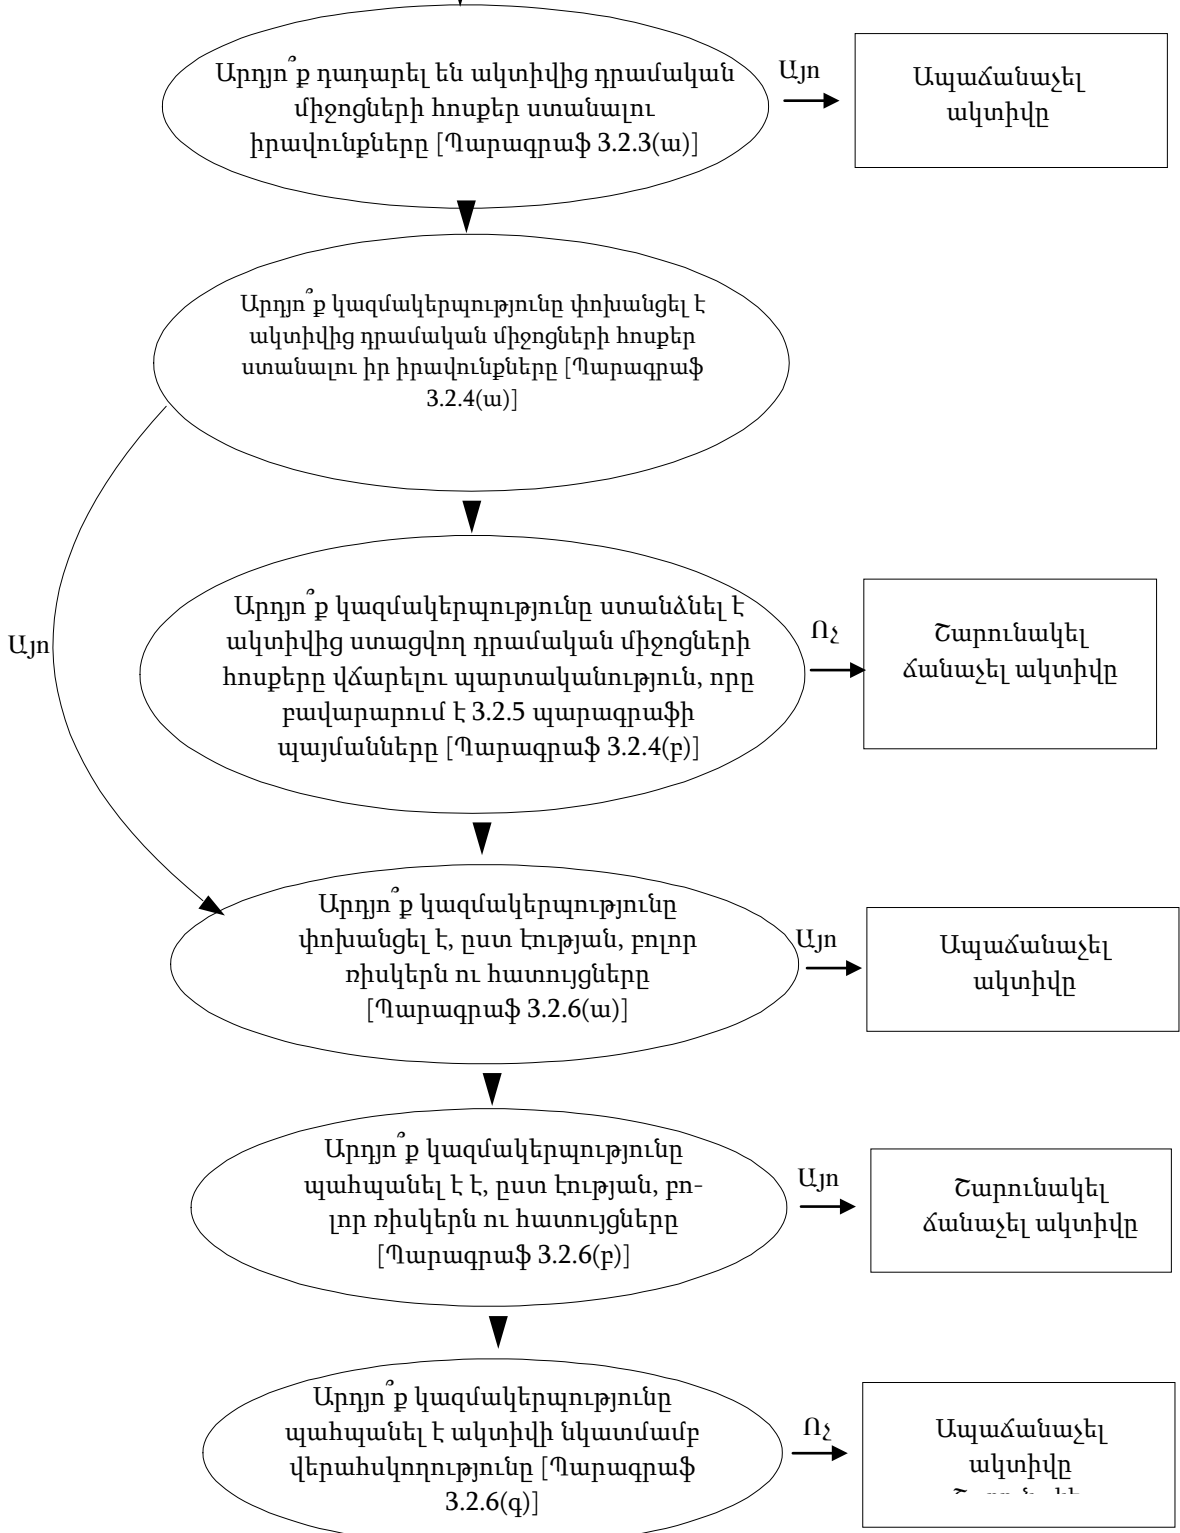 Արդյո՞ք դադարել են ակտիվից դրամական
միջոցների հոսքեր ստանալու
իրավունքները [Պարագրաֆ 3.2.3(ա)]
Այո
Ապաճանաչել
ակտիվը
Արդյո՞ք կազմակերպությունը փոխանցել է
ակտիվից դրամական միջոցների հոսքեր
ստանալու իր իրավունքները [Պարագրաֆ
3.2.4(ա)]
Այո
Արդյո՞ք կազմակերպությունը ստանձնել է
ակտիվից ստացվող դրամական միջոցների
հոսքերը վճարելու պարտականություն, որը
բավարարում է 3.2.5 պարագրաֆի
պայմանները [Պարագրաֆ 3.2.4(բ)]
Ոչ
Շարունակել
ճանաչել ակտիվը
Արդյո՞ք կազմակերպությունը
փոխանցել է, ըստ էության, բոլոր
ռիսկերն ու հատույցները
[Պարագրաֆ 3.2.6(ա)]
Այո
Ապաճանաչել
ակտիվը
Արդյո՞ք կազմակերպությունը
պահպանել է է, ըստ էության, բո-
լոր ռիսկերն ու հատույցները
[Պարագրաֆ 3.2.6(բ)]
Այո
Շարունակել
ճանաչել ակտիվը
Արդյո՞ք կազմակերպությունը
պահպանել է ակտիվի նկատմամբ
վերահսկողությունը [Պարագրաֆ
3.2.6(գ)]
Ոչ
Ապաճանաչել
ակտիվը